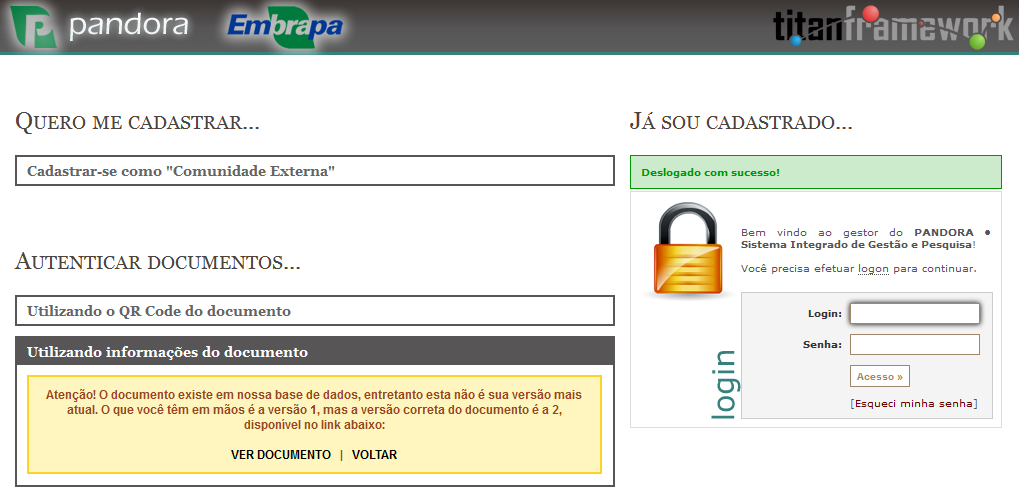 pandora
Embrapa
titanframework
Quero me cadastrar...
Cadastrar-se como "Comunidade Externa"
Autenticar documentos...
Utilizando o QR Code do documento
Utilizando informações do documento
Atenção! O documento existe em nossa base de dados, entretanto esta não é sua versão mais
atual. O que você têm em mãos é a versão 1, mas a versão correta do documento é a 2,
disponível no link abaixo:
VER DOCUMENTO | VOLTAR
Já sou cadastrado...
Deslogado com sucesso!
Bem vindo ao gestor do PANDORA •
Sistema Integrado de Gestão e Pesquisa!
Você precisa efetuar logon para continuar.
login
Login:
Senha:
Acesso »
[Esqueci minha senha]